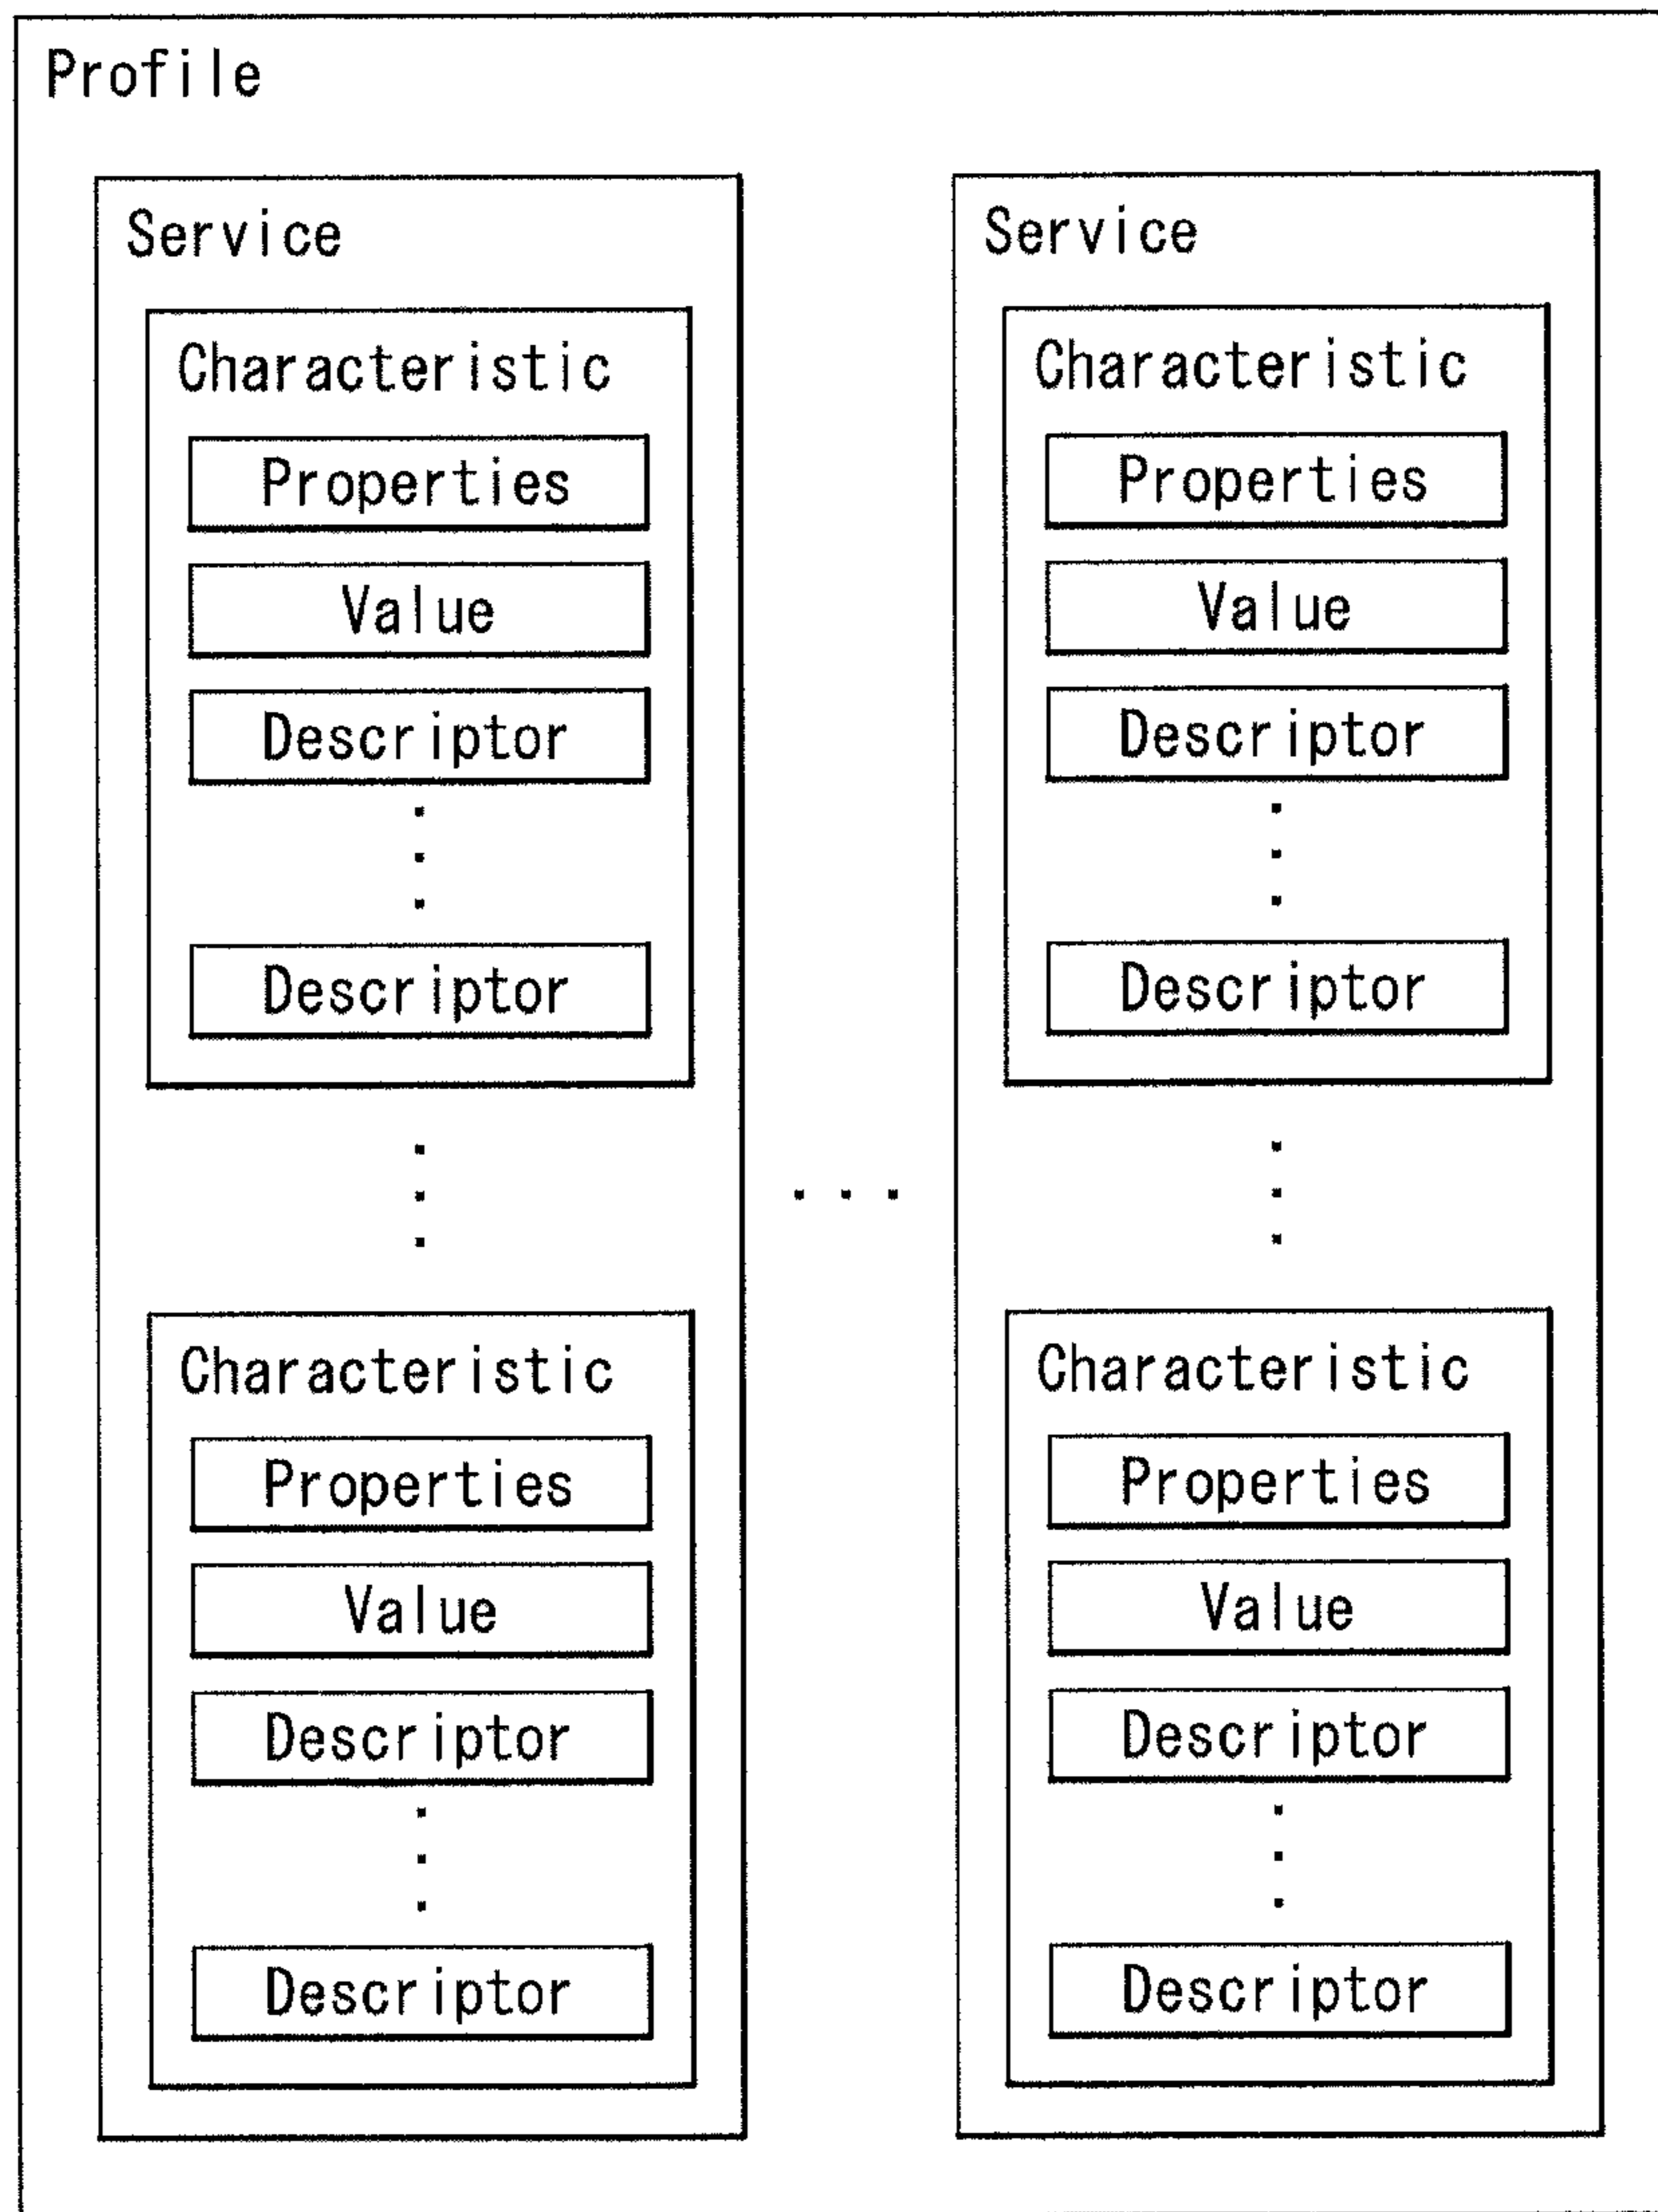 Profile
Service
Characteristic
Properties
Value
Descriptor
Descriptor
Characteristic
Properties
Value
Descriptor
Descriptor
Service
Characteristic
Properties
Value
Descriptor
Descriptor
Characteristic
Properties
Value
Descriptor
Descriptor